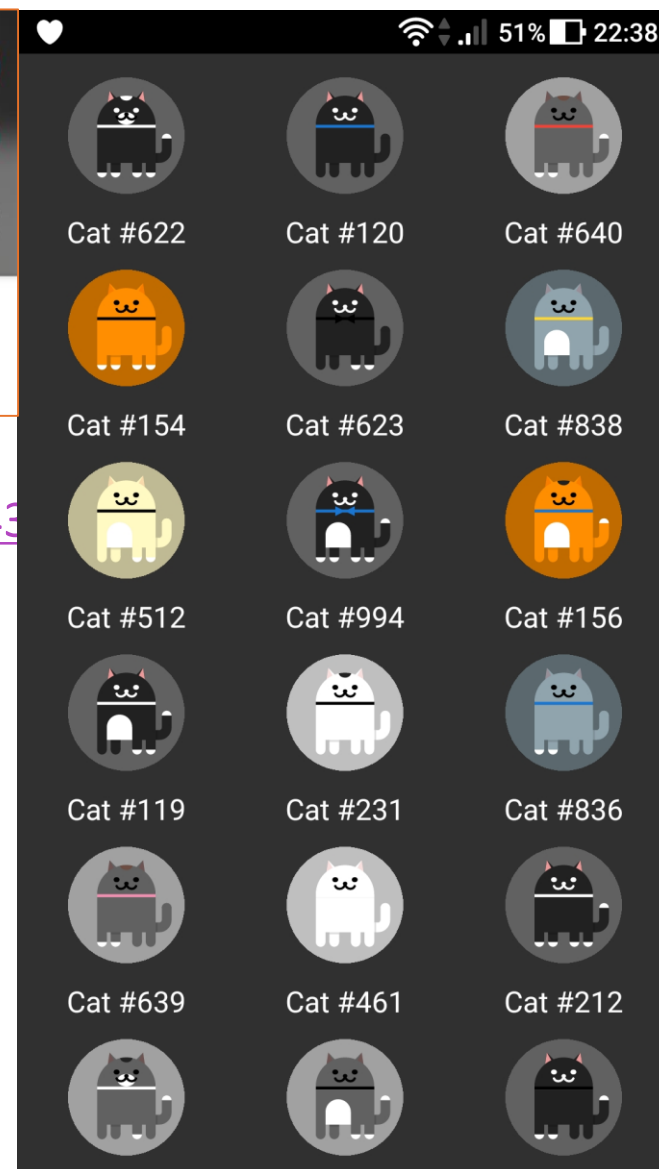 51% 22:38
Cat #622 Cat #120 Cat #640
Cat #154 Cat #623 Cat #838
Cat #512 Cat #994 Cat #156
Cat #119 Cat #231 Cat #836
Cat #639 Cat #461 Cat #212